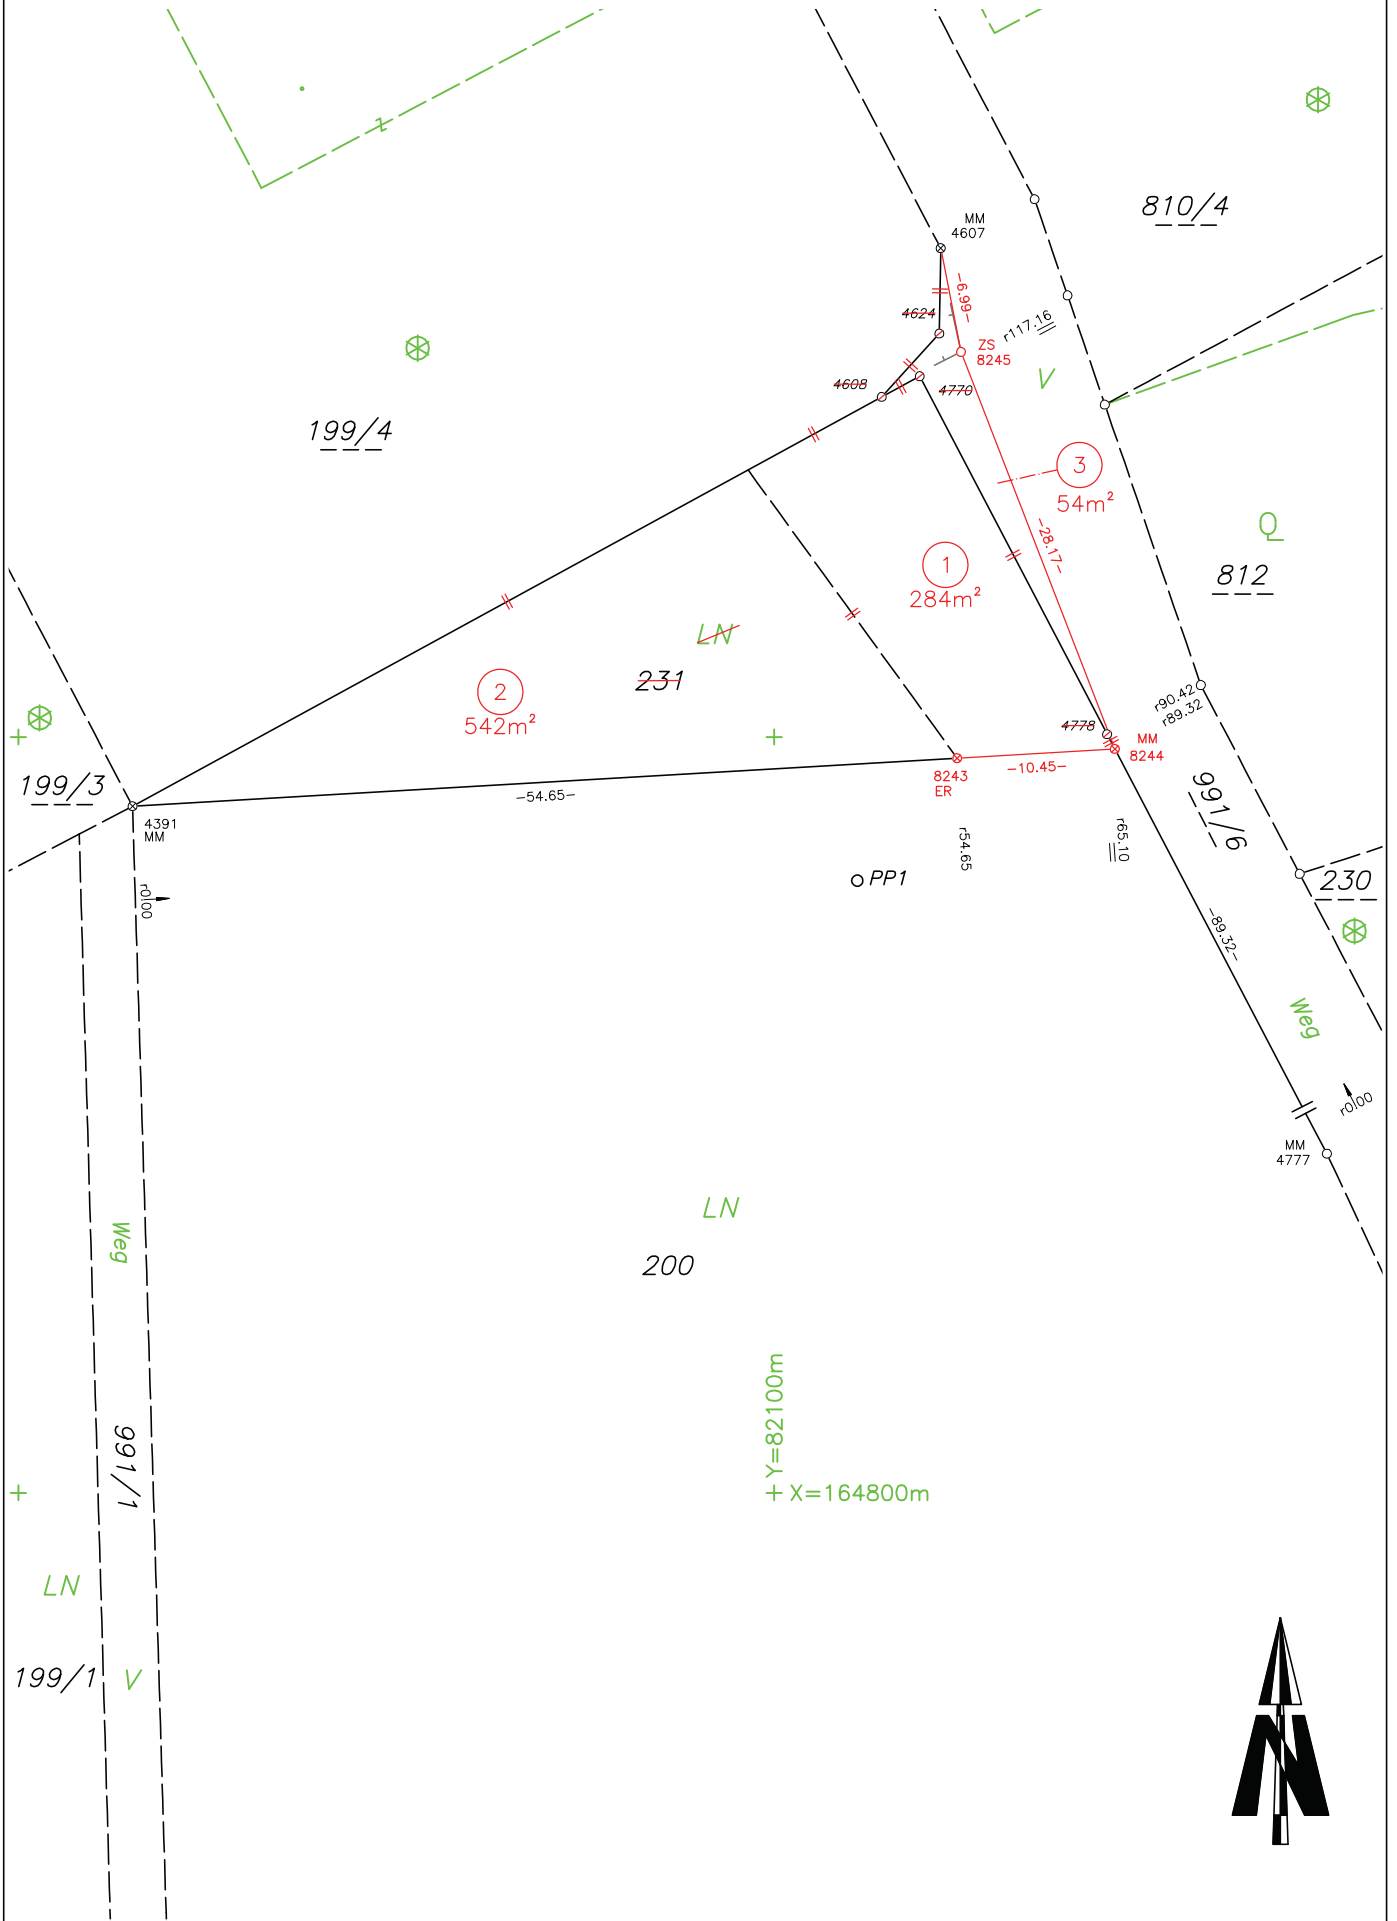 1
810/4
MM
4607
-6.99-
4624
r117.16
ZS
8245
V
4608
4770
199/4
3
54m²
-28.17-
Q
812
1
284m²
LN
231
2
542m²
r90.42
r89.32
4778
MM
8244
-10.45-
8243
ER
199/3
-54.65-
4391
MM
991/6
r54.65
r65.10
PP1
230
r0.00
-89.32-
Weg
r0.00
MM
4777
LN
Weg
200
Y=82100m
X=164800m
991/1
LN
199/1
V
N